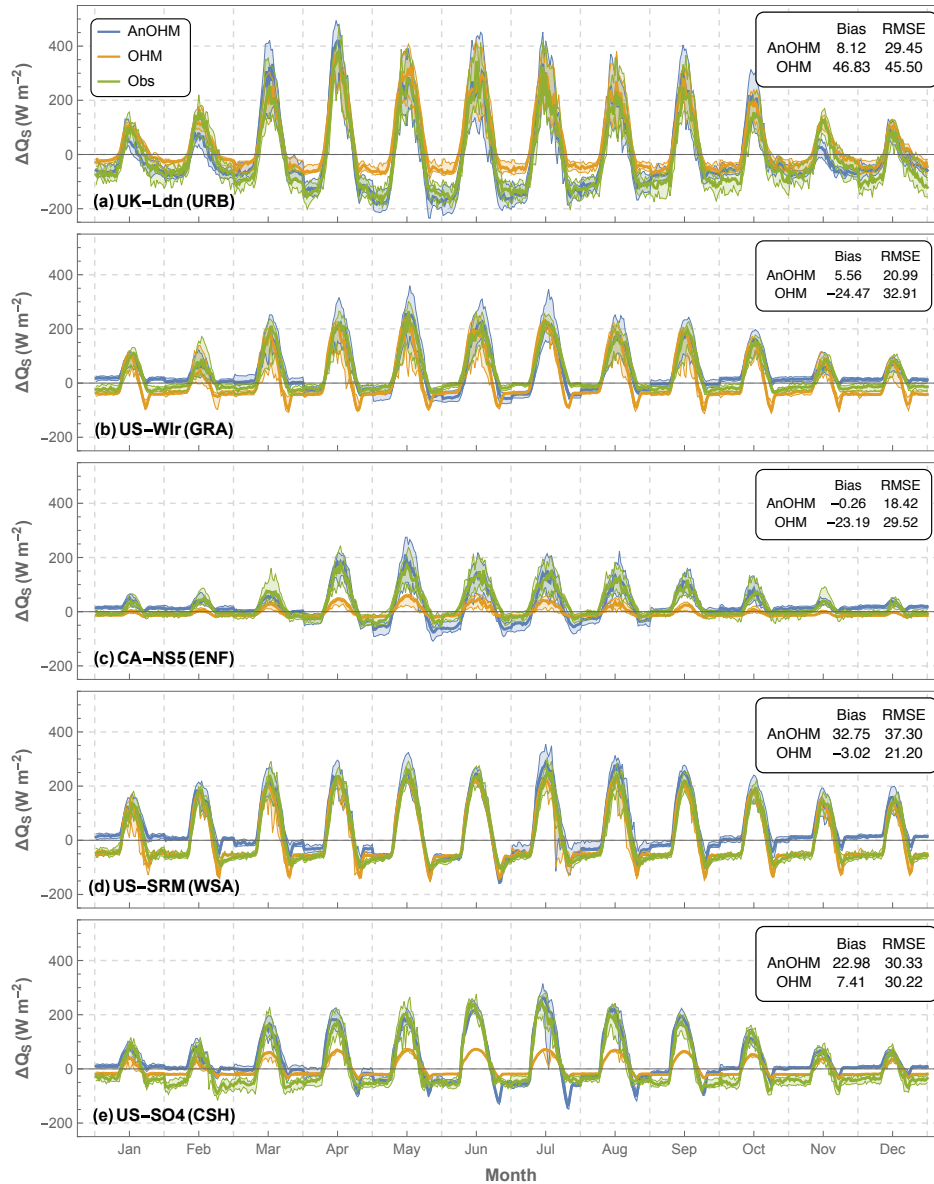 AnOHM
OHM
Obs
Bias RMSE
AnOHM 8.12 29.45
OHM 46.83 45.50
400
200
0
−200
ΔQS (W m−2)
(a) UK−Ldn (URB)
Bias RMSE
AnOHM 5.56 20.99
OHM −24.47 32.91
400
200
0
−200
ΔQS (W m−2)
(b) US−Wlr (GRA)
Bias RMSE
AnOHM −0.26 18.42
OHM −23.19 29.52
400
200
0
−200
ΔQS (W m−2)
(c) CA−NS5 (ENF)
Bias RMSE
AnOHM 32.75 37.30
OHM −3.02 21.20
400
200
0
−200
ΔQS (W m−2)
(d) US−SRM (WSA)
Bias RMSE
AnOHM 22.98 30.33
OHM 7.41 30.22
400
200
0
−200
ΔQS (W m−2)
(e) US−SO4 (CSH)
Jan Feb Mar Apr May Jun Jul Aug Sep Oct Nov Dec
Month